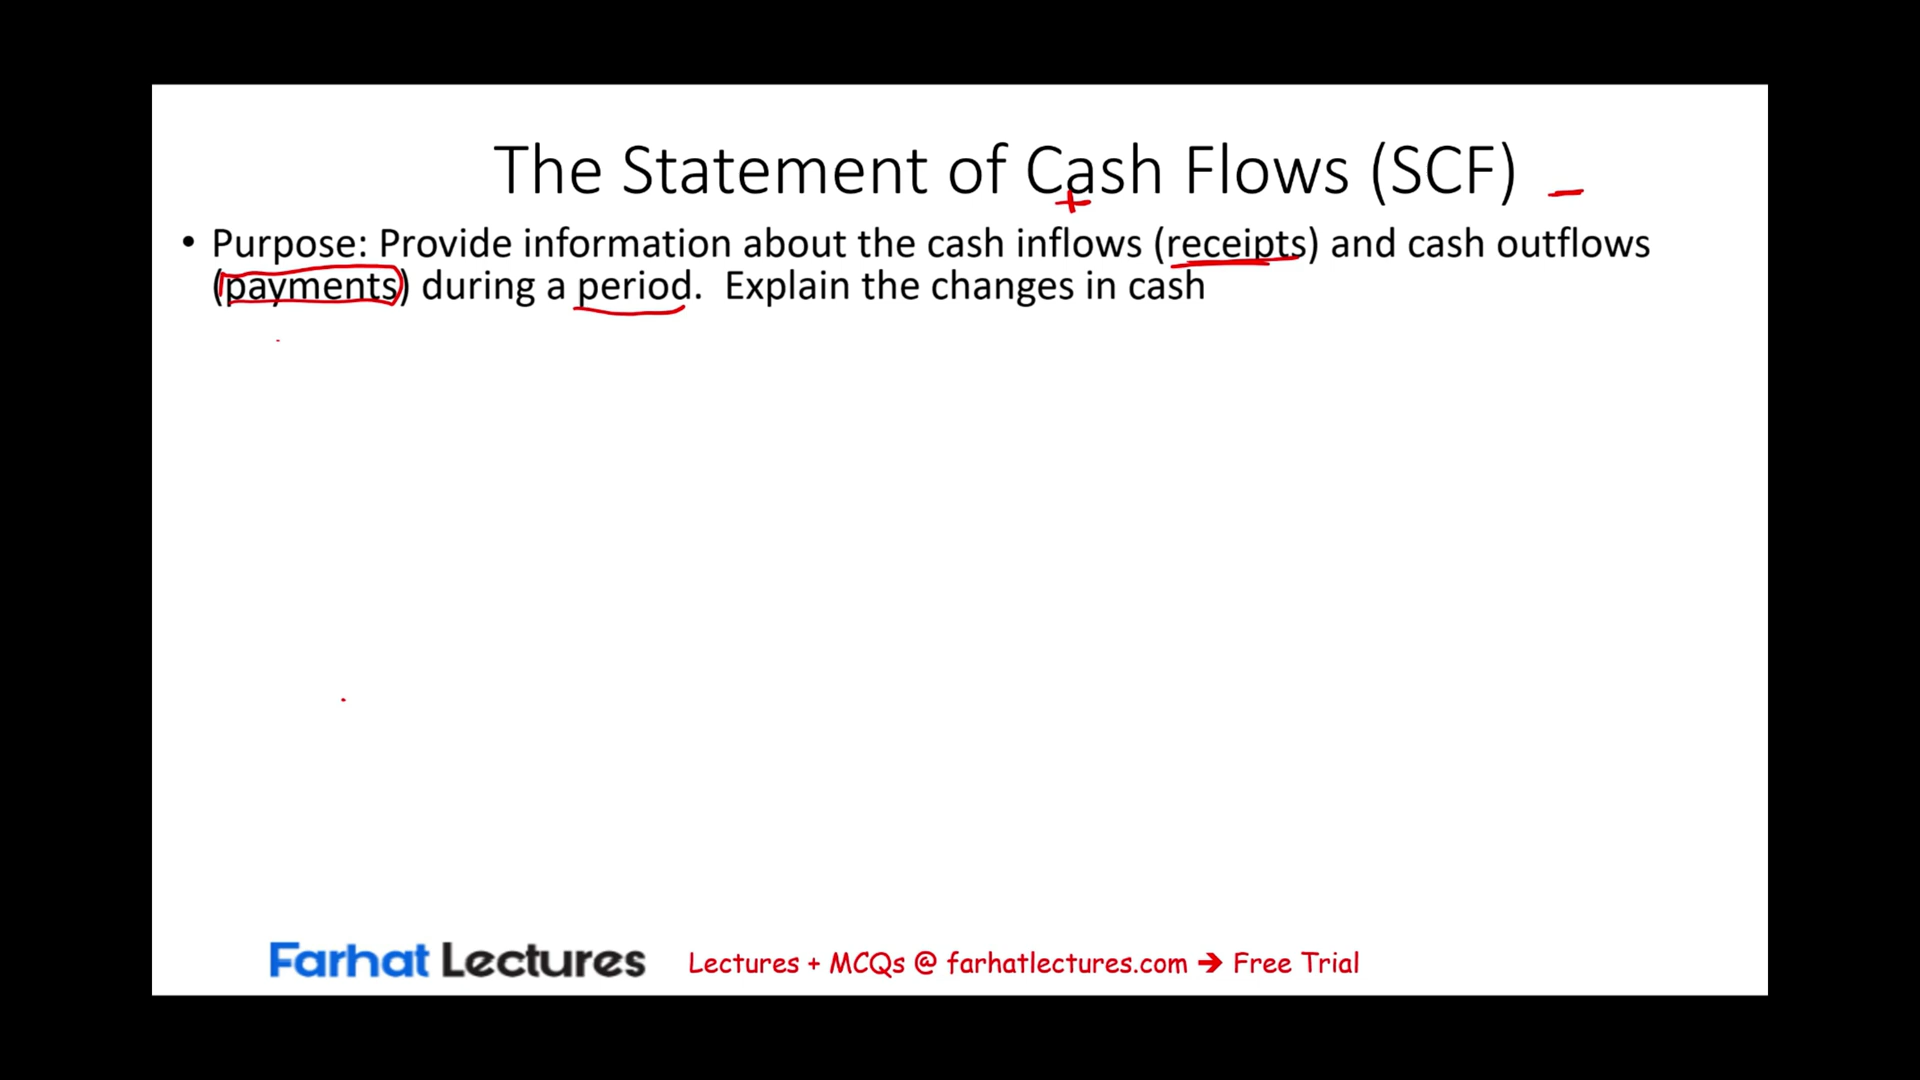 The Statement of Cash Flows (SCF) –
+
• Purpose: Provide information about the cash inflows (receipts) and cash outflows
(payments) during a period.  Explain the changes in cash
Farhat Lectures Lectures + MCQs @ farhatlectures.com → Free Trial